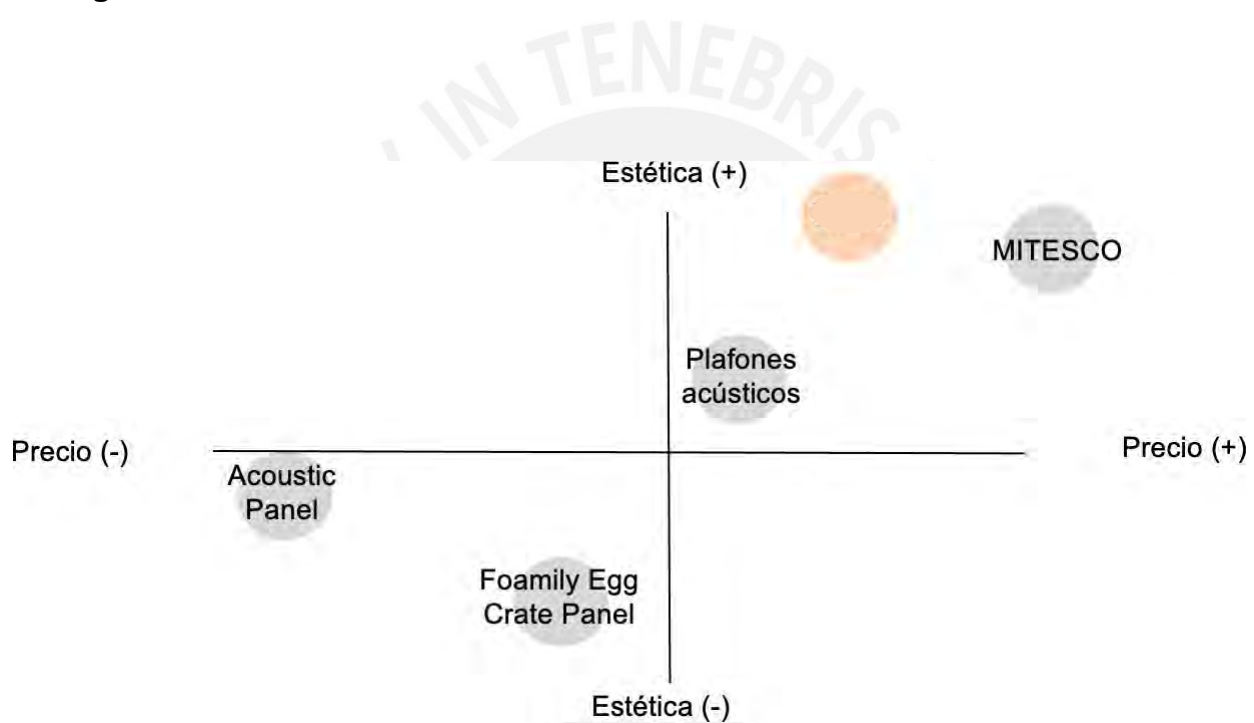 IN TENEBRIS
Estética (+)
MITESCO
Plafones
acústicos
Precio (-)
Precio (+)
Acoustic
Panel
Foamily Egg
Crate Panel
Estética (-)